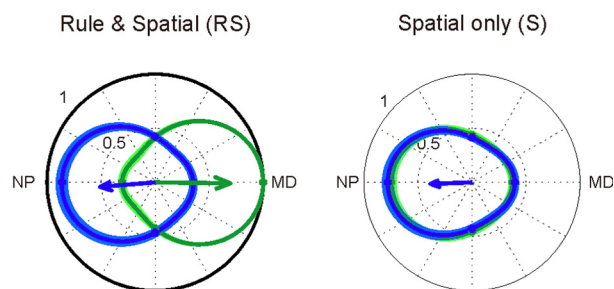 Rule & Spatial (RS)
Spatial only (S)
1
0.5
NP
MD
1
0.5
NP
MD